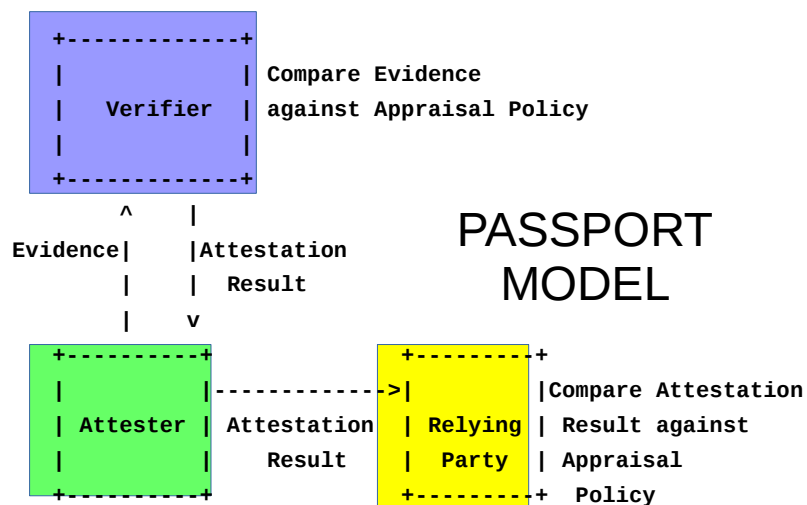 +-------------+
|             | Compare Evidence
|   Verifier  | against Appraisal Policy
|             |
+-------------+
^    |
Evidence|    |Attestation
|    |  Result
|    v
PASSPORT
MODEL
+----------+               +---------+
|          |------------->|         |Compare Attestation
| Attester | Attestation  | Relying | Result against
|          |    Result    |  Party  | Appraisal
+----------+               +---------+  Policy